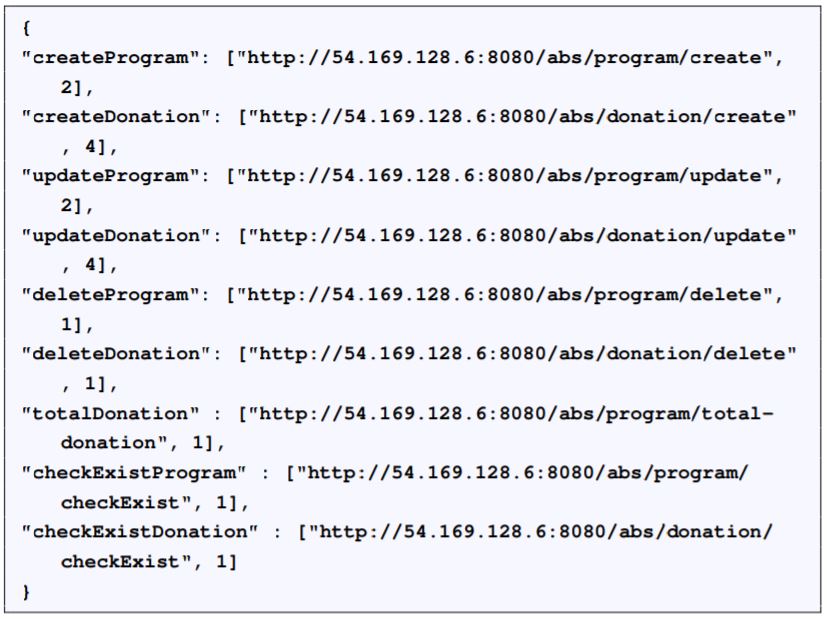 {
"createProgram": ["http://54.169.128.6:8080/abs/program/create",
2],
"createDonation": ["http://54.169.128.6:8080/abs/donation/create"
, 4],
"updateProgram": ["http://54.169.128.6:8080/abs/program/update",
2],
"updateDonation": ["http://54.169.128.6:8080/abs/donation/update"
, 4],
"deleteProgram": ["http://54.169.128.6:8080/abs/program/delete",
1],
"deleteDonation": ["http://54.169.128.6:8080/abs/donation/delete"
, 1],
"totalDonation" : ["http://54.169.128.6:8080/abs/program/total-
donation", 1],
"checkExistProgram" : ["http://54.169.128.6:8080/abs/program/
checkExist", 1],
"checkExistDonation" : ["http://54.169.128.6:8080/abs/donation/
checkExist", 1]
}